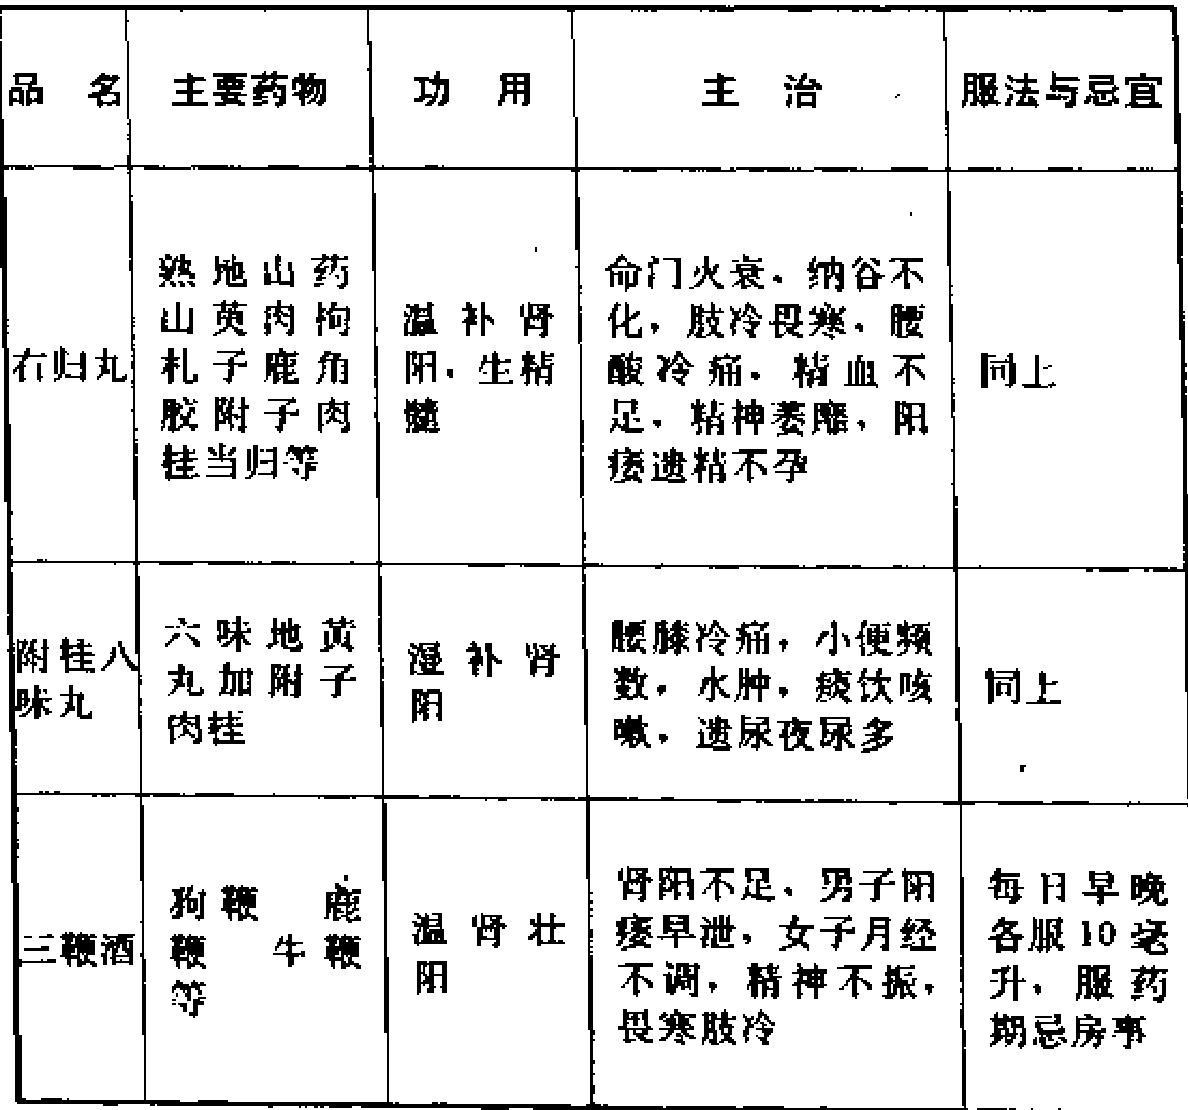 品 名 主要药物 功 用 主 治 服法与忌宜
右归丸
熟地山药
山萸肉枸
札子鹿角
胶附子肉
桂当归等
温补肾
阳，生精
髓
命门火衰、纳谷不
化，肢冷畏寒、腰
酸冷痛、精血不
足，精神萎靡、阳
痿遗精不孕
同上
附桂八
味丸
六味地黄
丸加附子
肉桂
温补肾
阳
腰膝冷痛，小便频
数，水肿，痰饮咳
嗽，遗尿夜尿多
同上
三鞭酒
狗鞭 鹿
鞭 牛鞭
等
温肾壮
阳
肾阳不足、男子阳
痿早泄，女子月经
不调，精神不振，
畏寒肢冷
每日早晚
各服10毫
升，服药
期忌房事